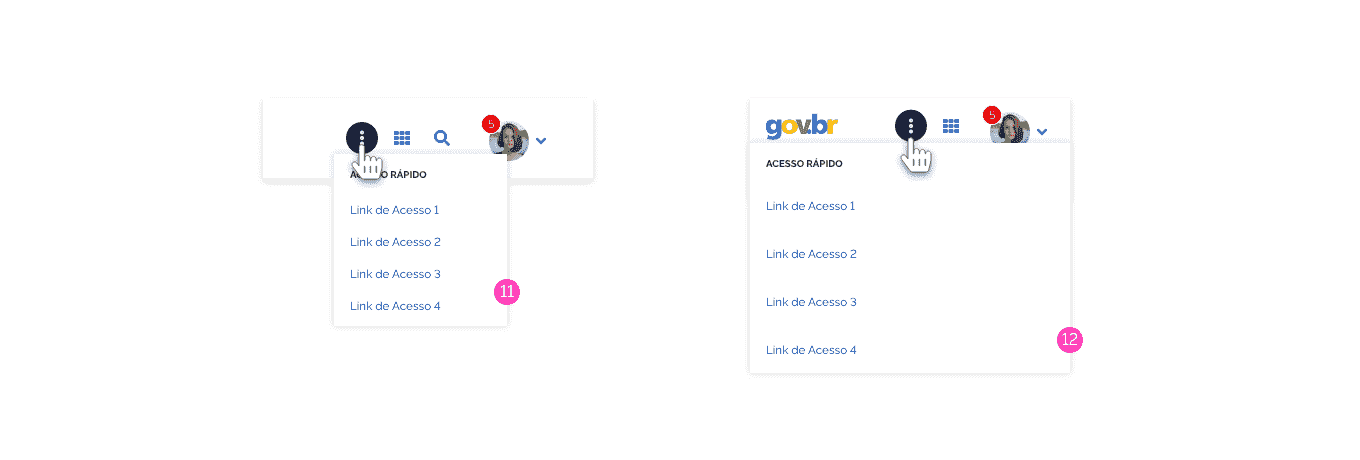 5
ACESSO RÁPIDO
Link de Acesso 1
Link de Acesso 2
Link de Acesso 3
Link de Acesso 4
11
gov.br
5
ACESSO RÁPIDO
Link de Acesso 1
Link de Acesso 2
Link de Acesso 3
Link de Acesso 4
12